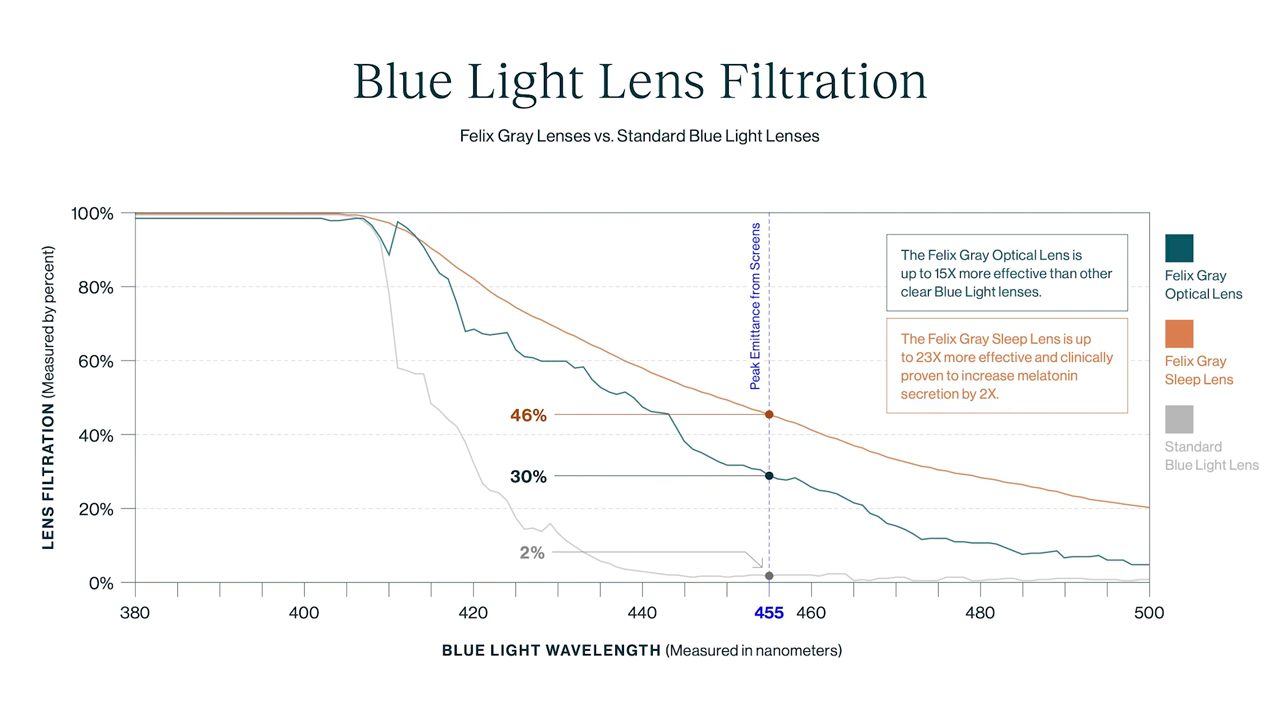 Blue Light Lens Filtration
Felix Gray Lenses vs. Standard Blue Light Lenses
LENS FILTRATION (Measured by percent)
100%
80%
60%
40%
20%
0%
Peak Emittance from Screens
46%
30%
2%
The Felix Gray Optical Lens is
up to 15X more effective than other
clear Blue Light lenses.
The Felix Gray Sleep Lens is up
to 23X more effective and clinically
proven to increase melatonin
secretion by 2X.
Felix Gray
Optical Lens
Felix Gray
Sleep Lens
Standard
Blue Light Lens
380 400 420 440 455 460 480 500
BLUE LIGHT WAVELENGTH (Measured in nanometers)